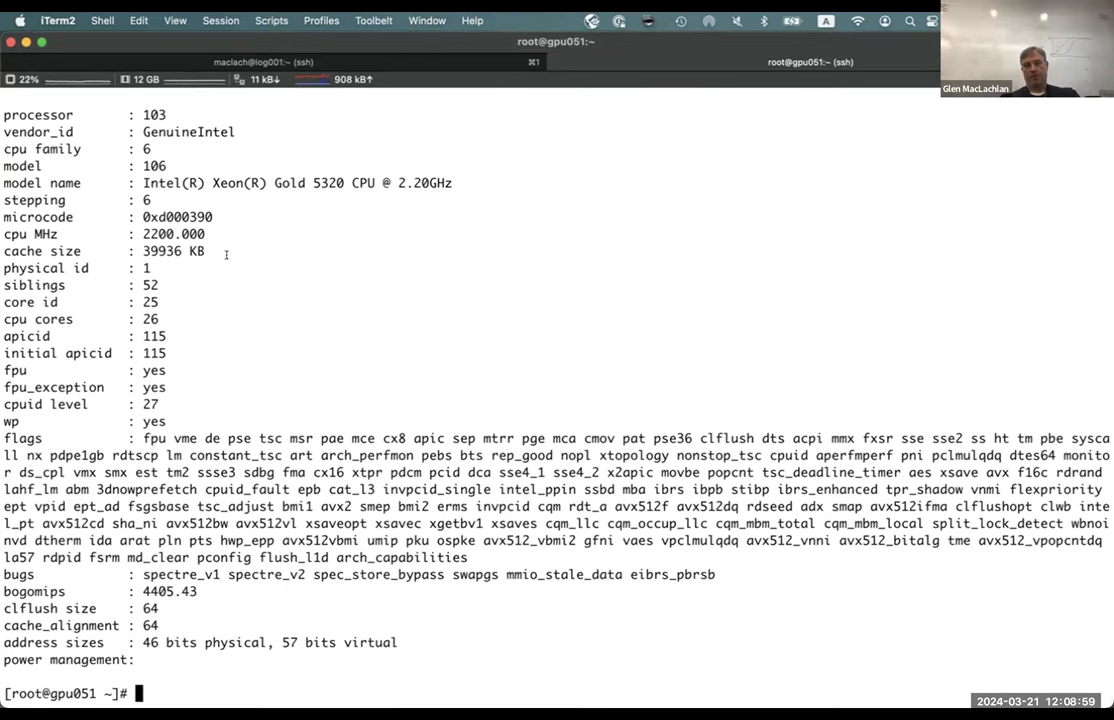 iTerm2 Shell Edit View Session Scripts Profiles Toolbelt Window Help
root@gpu051:~
maclach@log001:~ (ssh) ⌘1 root@gpu051:~ (ssh)
22% 12 GB 11 kB↓ 908 kB↑
Glen MacLachlan
processor : 103
vendor_id : GenuineIntel
cpu family : 6
model : 106
model name : Intel(R) Xeon(R) Gold 5320 CPU @ 2.20GHz
stepping : 6
microcode : 0xd000390
cpu MHz : 2200.000
cache size : 39936 KB
physical id : 1
siblings : 52
core id : 25
cpu cores : 26
apicid : 115
initial apicid : 115
fpu : yes
fpu_exception : yes
cpuid level : 27
wp : yes
flags : fpu vme de pse tsc msr pae mce cx8 apic sep mtrr pge mca cmov pat pse36 clflush dts acpi mmx fxsr sse sse2 ss ht tm pbe sysca
ll nx pdpe1gb rdtscp lm constant_tsc art arch_perfmon pebs bts rep_good nopl xtopology nonstop_tsc cpuid aperfmperf pni pclmulqdq dtes64 monito
r ds_cpl vmx smx est tm2 ssse3 sdbg fma cx16 xtpr pdcm pcid dca sse4_1 sse4_2 x2apic movbe popcnt tsc_deadline_timer aes xsave avx f16c rdrand
lahf_lm abm 3dnowprefetch cpuid_fault epb cat_l3 invpcid_single intel_ppin ssbd mba ibrs ibpb stibp ibrs_enhanced tpr_shadow vnmi flexpriority
ept vpid ept_ad fsgsbase tsc_adjust bmi1 avx2 smep bmi2 erms invpcid cqm rdt_a avx512f avx512dq rdseed adx smap avx512ifma clflushopt clwb inte
l_pt avx512cd sha_ni avx512bw avx512vl xsaveopt xsavec xgetbv1 xsaves cqm_llc cqm_occup_llc cqm_mbm_total cqm_mbm_local split_lock_detect wbnoi
nvd dtherm ida arat pln pts hwp_epp avx512vbmi umip pku ospke avx512_vbmi2 gfni vaes vpclmulqdq avx512_vnni avx512_bitalg tme avx512_vpopcntdq
la57 rdpid fsrm md_clear pconfig flush_l1d arch_capabilities
bugs : spectre_v1 spectre_v2 spec_store_bypass swapgs mmio_stale_data eibrs_pbrsb
bogomips : 4405.43
clflush size : 64
cache_alignment : 64
address sizes : 46 bits physical, 57 bits virtual
power management:
[root@gpu051 ~]#
2024-03-21 12:08:59